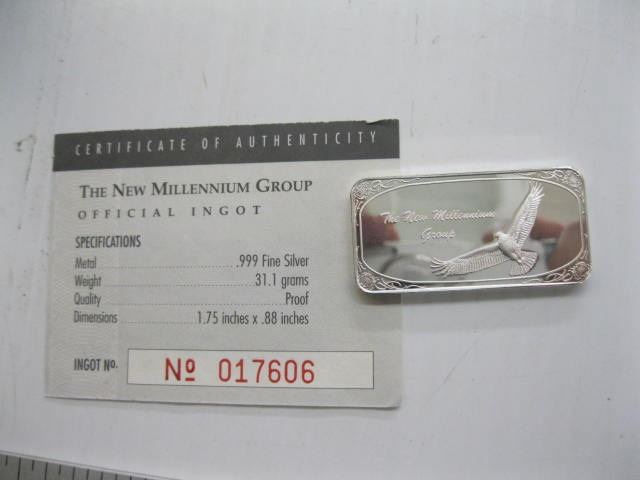 CERTIFICATE OF AUTHENTICITY
THE NEW MILLENNIUM GROUP
OFFICIAL INGOT
SPECIFICATIONS
Metal .999 Fine Silver
Weight 31.1 grams
Quality Proof
Dimensions 1.75 inches x .88 inches
INGOT NO. Nº 017606
The New Millennium
Group